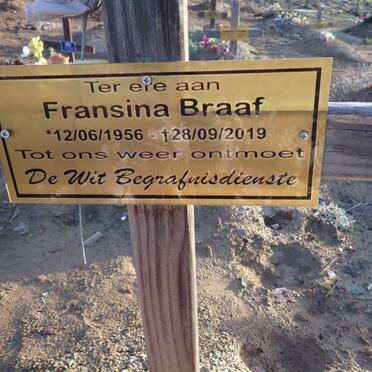 Ter ere aan
Fransina Braaf
*12/06/1956 - †28/09/2019
Tot ons weer ontmoet
De Wit Begrafnisdienste